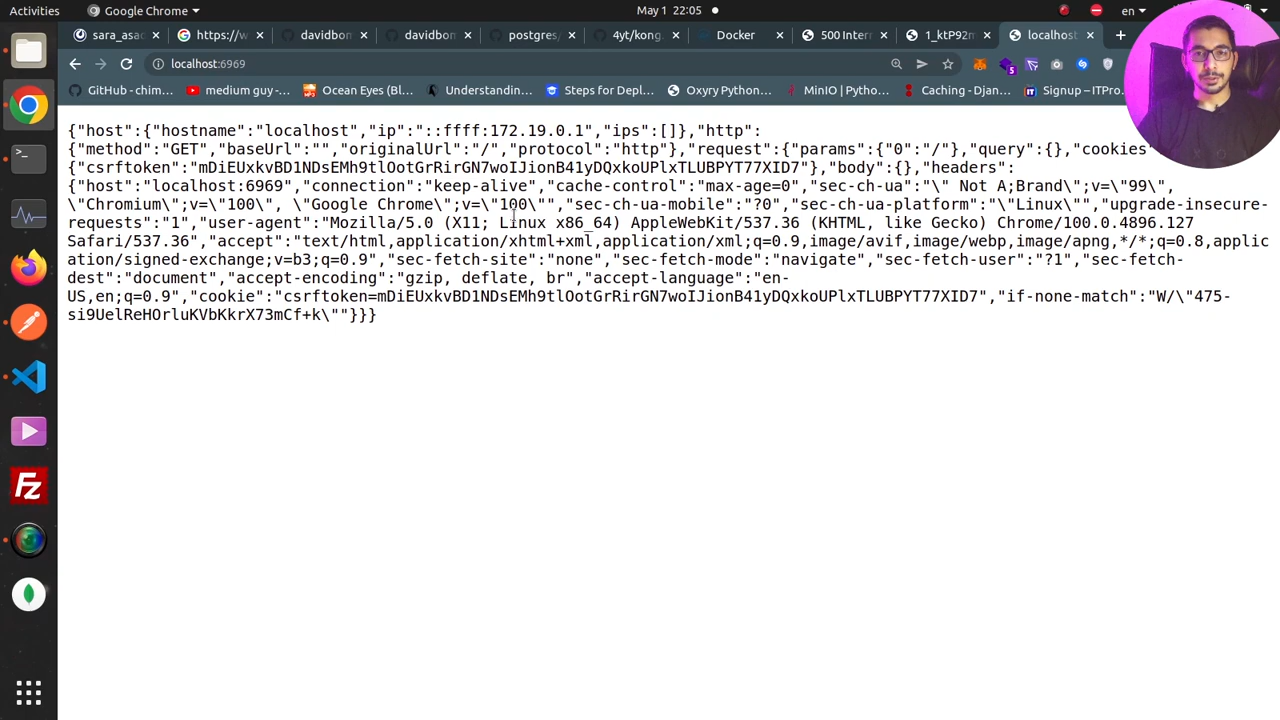 Activities
Google Chrome
May 1 22:05
en
sara_asac
https://w
davidbom
davidbom
postgres/
4yt/kong.
Docker
500 Intern
1_ktP92m
localhost
localhost:6969
GitHub - chim...
medium guy -...
Ocean Eyes (Bl...
Understanding...
Steps for Depl...
Oxyry Python...
MinIO | Pytho...
Caching - Djan...
Signup – ITPro...
{"host":{"hostname":"localhost","ip":"::ffff:172.19.0.1","ips":[]},"http":
{"method":"GET","baseUrl":"","originalUrl":"/","protocol":"http"},"request":{"params":{"0":"/"},"query":{},"cookies"
{"csrftoken":"mDiEUxkvBD1NDsEMh9tlOotGrRirGN7woIJionB41yDQxkoUPlxTLUBPYT77XID7"},"body":{},"headers":
{"host":"localhost:6969","connection":"keep-alive","cache-control":"max-age=0","sec-ch-ua":"\" Not A;Brand\";v=\"99\",
\"Chromium\";v=\"100\", \"Google Chrome\";v=\"100\"","sec-ch-ua-mobile":"?0","sec-ch-ua-platform":"\"Linux\"","upgrade-insecure-
requests":"1","user-agent":"Mozilla/5.0 (X11; Linux x86_64) AppleWebKit/537.36 (KHTML, like Gecko) Chrome/100.0.4896.127
Safari/537.36","accept":"text/html,application/xhtml+xml,application/xml;q=0.9,image/avif,image/webp,image/apng,*/*;q=0.8,applic
ation/signed-exchange;v=b3;q=0.9","sec-fetch-site":"none","sec-fetch-mode":"navigate","sec-fetch-user":"?1","sec-fetch-
dest":"document","accept-encoding":"gzip, deflate, br","accept-language":"en-
US,en;q=0.9","cookie":"csrftoken=mDiEUxkvBD1NDsEMh9tlOotGrRirGN7woIJionB41yDQxkoUPlxTLUBPYT77XID7","if-none-match":"W/\"475-
si9UelReHOrluKVbKkrX73mCf+k\""}}}